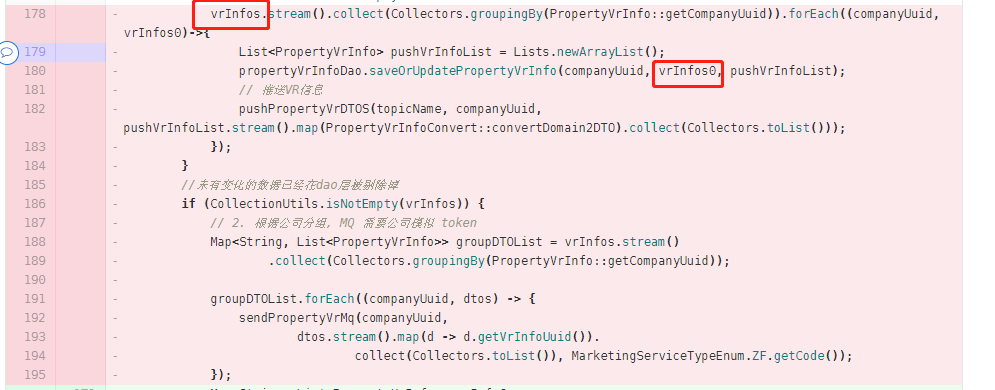 178 - vrInfos.stream().collect(Collectors.groupingBy(PropertyVrInfo::getCompanyUuid)).forEach((companyUuid,
vrInfos0)->{
179 - List<PropertyVrInfo> pushVrInfoList = Lists.newArrayList();
180 - propertyVrInfoDao.saveOrUpdatePropertyVrInfo(companyUuid, vrInfos0, pushVrInfoList);
181 - // 推送VR信息
182 - pushPropertyVrDTOS(topicName, companyUuid,
pushVrInfoList.stream().map(PropertyVrInfoConvert::convertDomain2DTO).collect(Collectors.toList()));
183 - });
184 - }
185 - //未有变化的数据已经在dao层被剔除掉
186 - if (CollectionUtils.isNotEmpty(vrInfos)) {
187 - // 2. 根据公司分组, MQ 需要公司模拟 token
188 - Map<String, List<PropertyVrInfo>> groupDTOList = vrInfos.stream()
189 - .collect(Collectors.groupingBy(PropertyVrInfo::getCompanyUuid));
190 -
191 - groupDTOList.forEach((companyUuid, dtos) -> {
192 - sendPropertyVrMq(companyUuid,
193 - dtos.stream().map(d -> d.getVrInfoUuid()).
194 - collect(Collectors.toList()), MarketingServiceTypeEnum.ZF.getCode());
195 - });